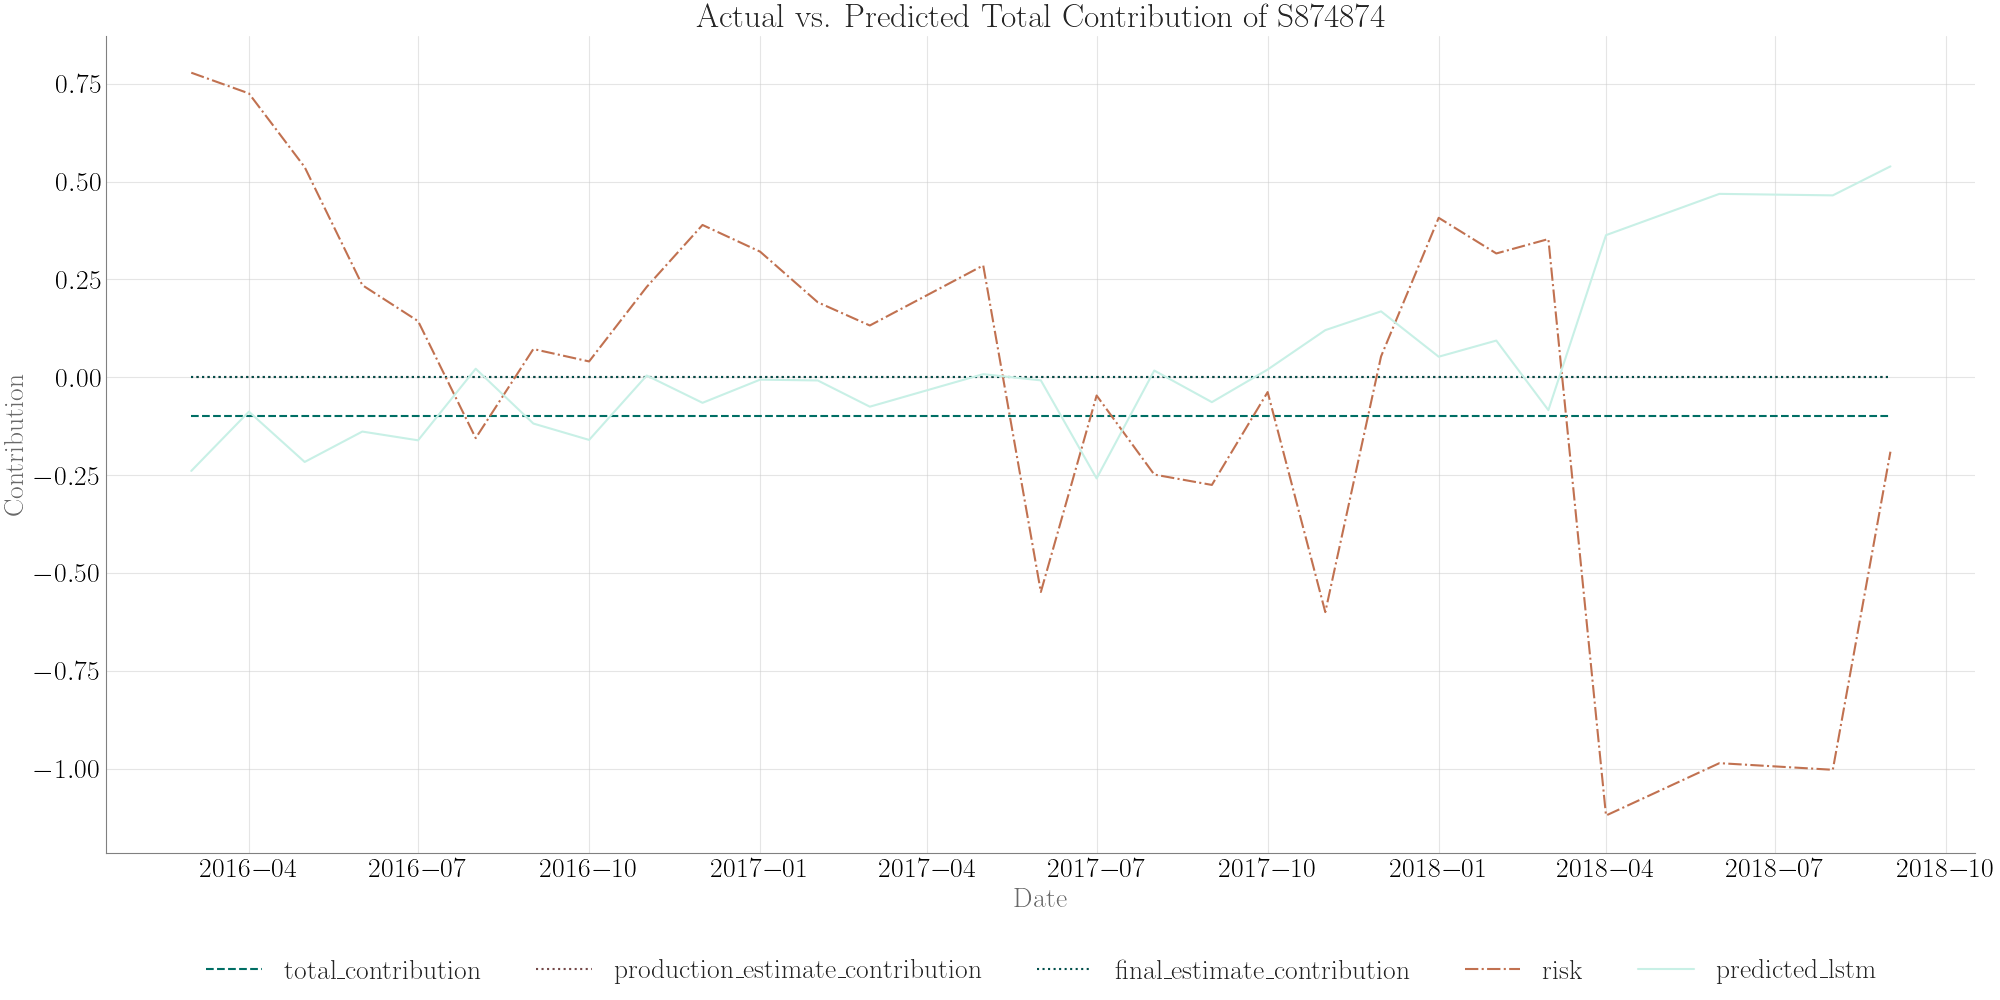 Actual vs. Predicted Total Contribution of S874874
Contribution
0.75
0.50
0.25
0.00
−0.25
−0.50
−0.75
−1.00
2016−04 2016−07 2016−10 2017−01 2017−04 2017−07 2017−10 2018−01 2018−04 2018−07 2018−10
Date
total_contribution production_estimate_contribution final_estimate_contribution risk predicted_lstm